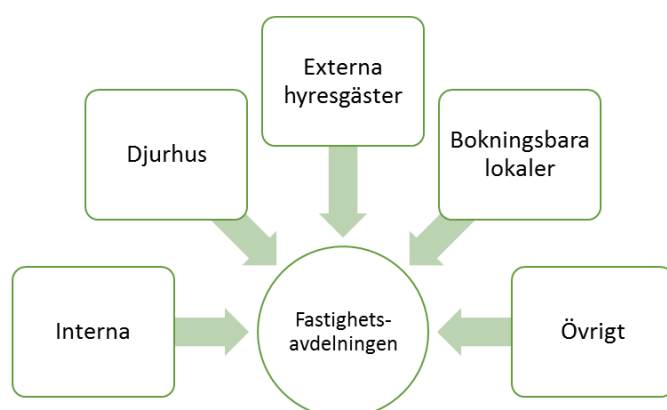 Externa
hyresgäster
Djurhus
Bokningsbara
lokaler
Interna
Fastighets-
avdelningen
Övrigt